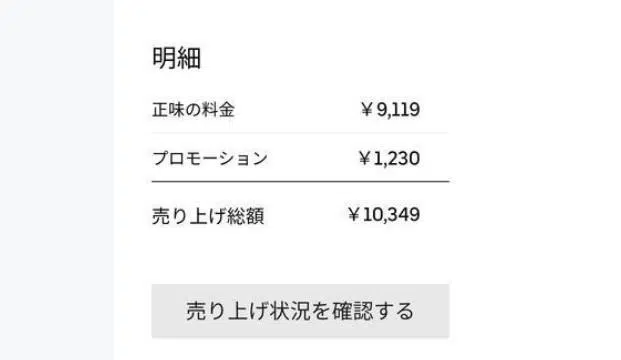 明細
正味の料金 ￥9,119
プロモーション ￥1,230
売り上げ総額 ￥10,349
売り上げ状況を確認する